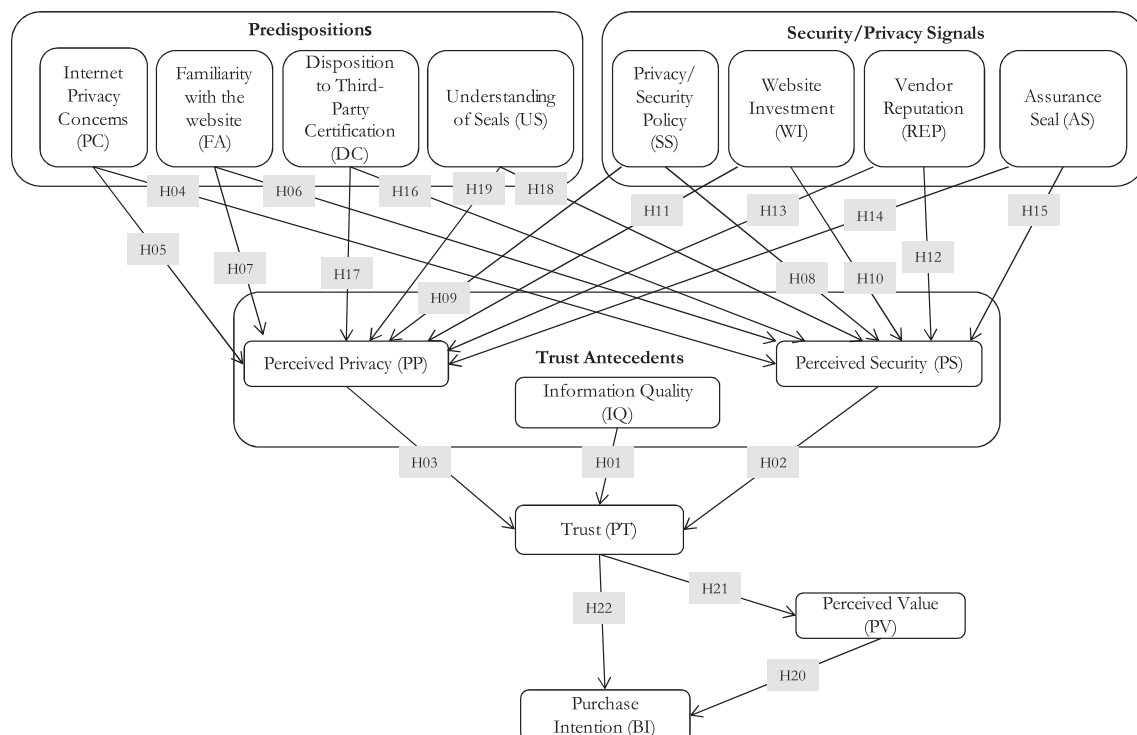 Predispositions
Security/Privacy Signals
Internet
Privacy
Concerns
(PC)
Familiarity
with the
website
(FA)
Disposition
to Third-
Party
Certification
(DC)
Understanding
of Seals (US)
Privacy/
Security
Policy
(SS)
Website
Investment
(WI)
Vendor
Reputation
(REP)
Assurance
Seal (AS)
H04
H06
H16
H19
H18
H11
H13
H14
H15
H05
H07
H17
H09
H08
H10
H12
Perceived Privacy (PP)
Trust Antecedents
Perceived Security (PS)
Information Quality
(IQ)
H03
H01
H02
Trust (PT)
H22
H21
Perceived Value
(PV)
H20
Purchase
Intention (BI)